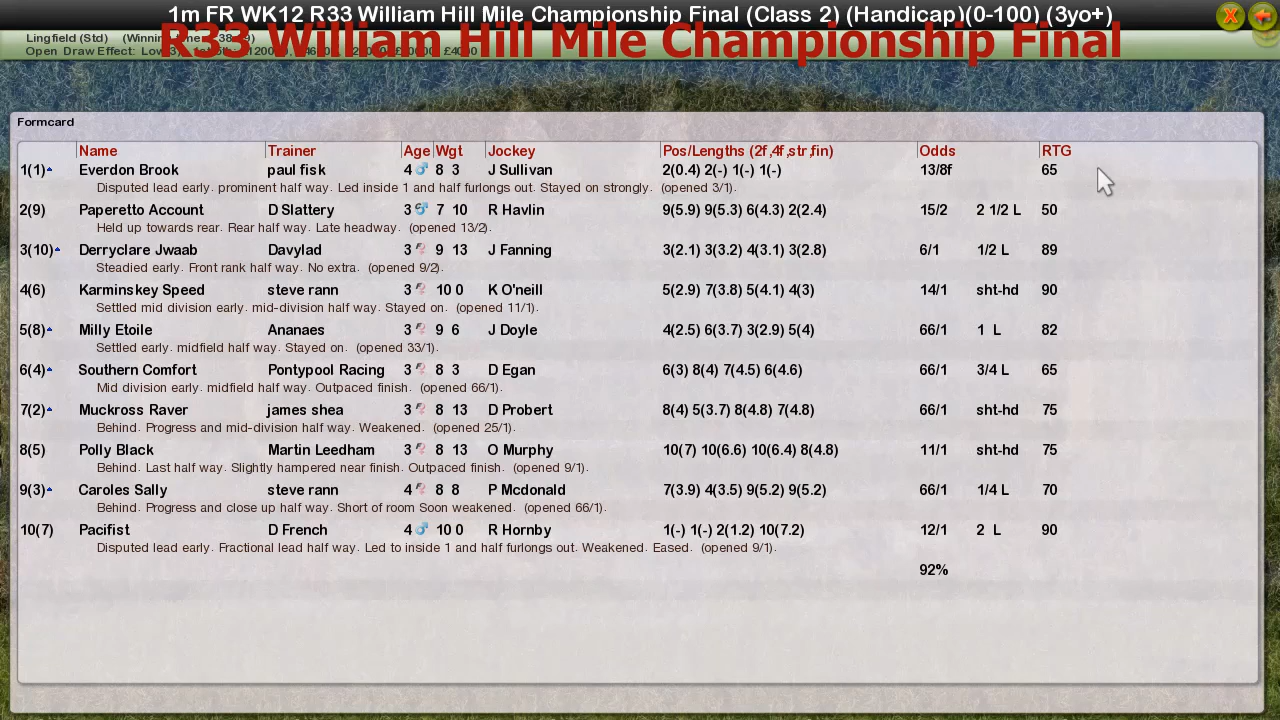 1m FR WK12 R33 William Hill Mile Championship Final (Class 2) (Handicap)(0-100) (3yo+)
R33 William Hill Mile Championship Final
Lingfield (Std)
Open Draw Effect:
Formcard
Name Trainer Age Wgt Jockey Pos/Lengths (2f,4f,str,fin) Odds RTG
1(1) Everdon Brook paul fisk 4 8 3 J Sullivan 2(0.4) 2(-) 1(-) 1(-) 13/8f 65
Disputed lead early. prominent half way. Led inside 1 and half furlongs out. Stayed on strongly. (opened 3/1).
2(9) Paperetto Account D Slattery 3 7 10 R Havlin 9(5.9) 9(5.3) 6(4.3) 2(2.4) 15/2 2 1/2 L 50
Held up towards rear. Rear half way. Late headway. (opened 13/2).
3(10) Derryclare Jwaab Davylad 3 9 13 J Fanning 3(2.1) 3(3.2) 4(3.1) 3(2.8) 6/1 1/2 L 89
Steadied early. Front rank half way. No extra. (opened 9/2).
4(6) Karminskey Speed steve rann 3 10 0 K O'neill 5(2.9) 7(3.8) 5(4.1) 4(3) 14/1 sht-hd 90
Settled mid division early. mid-division half way. Stayed on. (opened 11/1).
5(8) Milly Etoile Ananaes 3 9 6 J Doyle 4(2.5) 6(3.7) 3(2.9) 5(4) 66/1 1 L 82
Settled early. midfield half way. Stayed on. (opened 33/1).
6(4) Southern Comfort Pontypool Racing 3 8 3 D Egan 6(3) 8(4) 7(4.5) 6(4.6) 66/1 3/4 L 65
Mid division early. midfield half way. Outpaced finish. (opened 66/1).
7(2) Muckross Raver james shea 3 8 13 D Probert 8(4) 5(3.7) 8(4.8) 7(4.8) 66/1 sht-hd 75
Behind. Progress and mid-division half way. Weakened. (opened 25/1).
8(5) Polly Black Martin Leedham 3 8 13 O Murphy 10(7) 10(6.6) 10(6.4) 8(4.8) 11/1 sht-hd 75
Behind. Last half way. Slightly hampered near finish. Outpaced finish. (opened 9/1).
9(3) Caroles Sally steve rann 4 8 8 P Mcdonald 7(3.9) 4(3.5) 9(5.2) 9(5.2) 66/1 1/4 L 70
Behind. Progress and close up half way. Short of room Soon weakened. (opened 66/1).
10(7) Pacifist D French 4 10 0 R Hornby 1(-) 1(-) 2(1.2) 10(7.2) 12/1 2 L 90
Disputed lead early. Fractional lead half way. Led to inside 1 and half furlongs out. Weakened. Eased. (opened 9/1).
92%